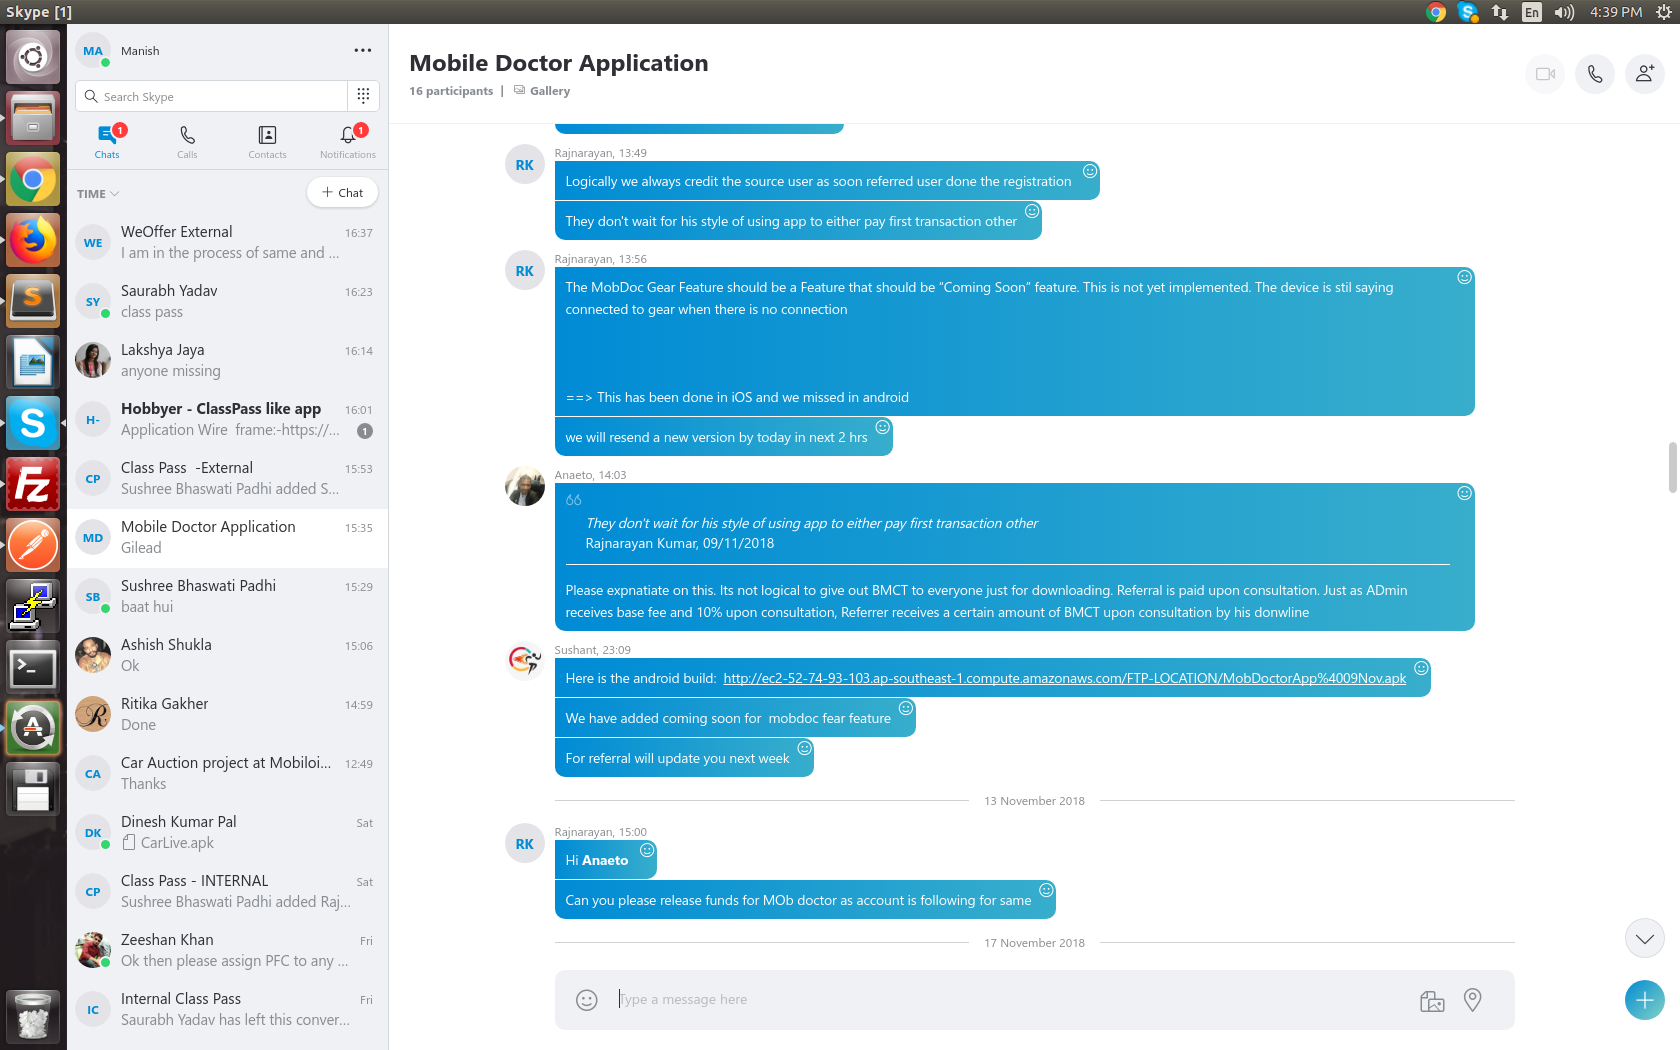 Skype [1]
En
4:39 PM
MA
Manish
Search Skype
1
Chats
Calls
Contacts
1
Notifications
TIME
+ Chat
WE
WeOffer External
16:37
I am in the process of same and ...
SY
Saurabh Yadav
16:23
class pass
Lakshya Jaya
16:14
anyone missing
H-
Hobbyer - ClassPass like app
16:01
Application Wire frame:-https://...
1
CP
Class Pass -External
15:53
Sushree Bhaswati Padhi added S...
MD
Mobile Doctor Application
15:35
Gilead
SB
Sushree Bhaswati Padhi
15:29
baat hui
Ashish Shukla
15:06
Ok
R
Ritika Gakher
14:59
Done
CA
Car Auction project at Mobiloi...
12:49
Thanks
DK
Dinesh Kumar Pal
Sat
CarLive.apk
CP
Class Pass - INTERNAL
Sat
Sushree Bhaswati Padhi added Raj...
Zeeshan Khan
Fri
Ok then please assign PFC to any ...
IC
Internal Class Pass
Fri
Saurabh Yadav has left this conver...
Mobile Doctor Application
16 participants | Gallery
RK
Rajnarayan, 13:49
Logically we always credit the source user as soon referred user done the registration
They don't wait for his style of using app to either pay first transaction other
RK
Rajnarayan, 13:56
The MobDoc Gear Feature should be a Feature that should be “Coming Soon” feature. This is not yet implemented. The device is stil saying
connected to gear when there is no connection
==> This has been done in iOS and we missed in android
we will resend a new version by today in next 2 hrs
Anaeto, 14:03
They don't wait for his style of using app to either pay first transaction other
Rajnarayan Kumar, 09/11/2018
Please expnatiate on this. Its not logical to give out BMCT to everyone just for downloading. Referral is paid upon consultation. Just as ADmin
receives base fee and 10% upon consultation, Referrer receives a certain amount of BMCT upon consultation by his donwline
Sushant, 23:09
Here is the android build: http://ec2-52-74-93-103.ap-southeast-1.compute.amazonaws.com/FTP-LOCATION/MobDoctorApp%4009Nov.apk
We have added coming soon for mobdoc fear feature
For referral will update you next week
13 November 2018
RK
Rajnarayan, 15:00
Hi Anaeto
Can you please release funds for MOb doctor as account is following for same
17 November 2018
Type a message here